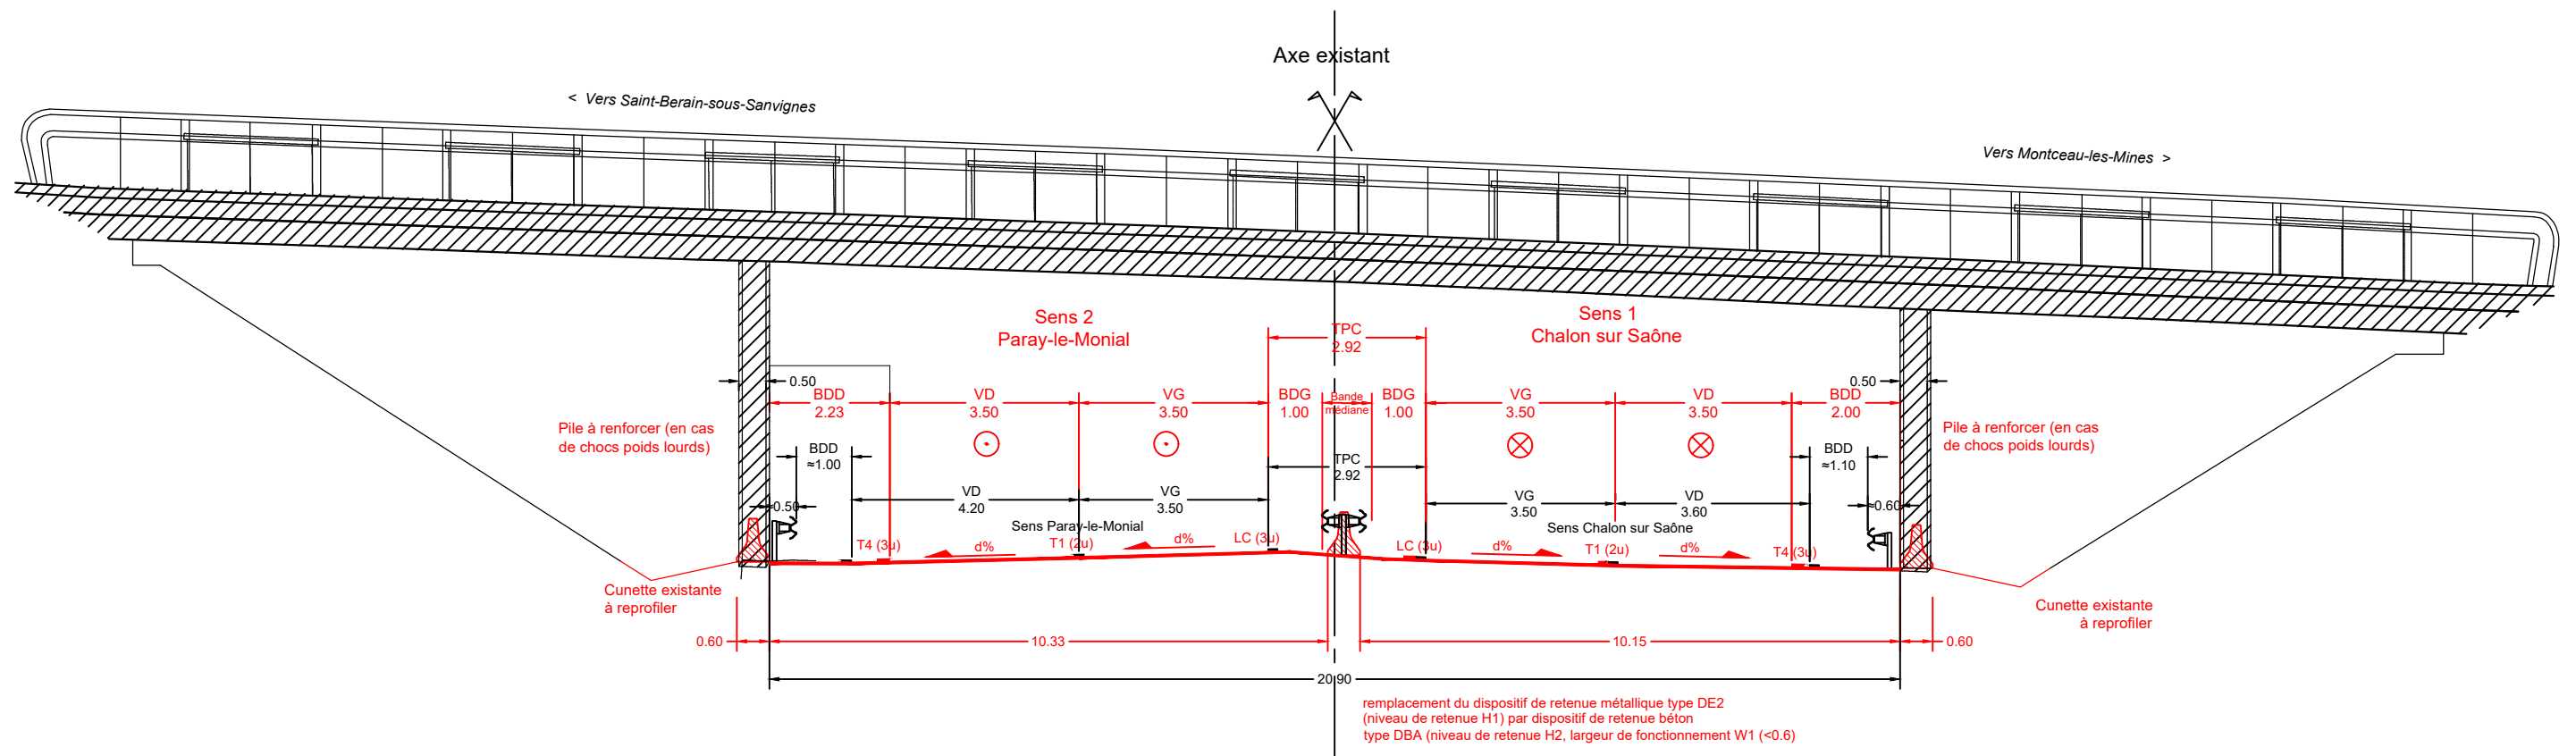 Axe existant
< Vers Saint-Berain-sous-Sanvignes
Vers Montceau-les-Mines >
Sens 2
Paray-le-Monial
Sens 1
Chalon sur Saône
TPC
2.92
0.50
0.50
BDD
2.23
VD
3.50
VG
3.50
BDG
1.00
Bande
médiane
BDG
1.00
VG
3.50
VD
3.50
BDD
2.00
Pile à renforcer (en cas
de chocs poids lourds)
Pile à renforcer (en cas
de chocs poids lourds)
BDD
≈1.00
TPC
2.92
BDD
≈1.10
VD
4.20
VG
3.50
VG
3.50
VD
3.60
≈0.50
≈0.60
Sens Paray-le-Monial
Sens Chalon sur Saône
T4 (3u)
d%
T1 (2u)
d%
LC (3u)
LC (3u)
d%
T1 (2u)
d%
T4 (3u)
Cunette existante
à reprofiler
Cunette existante
à reprofiler
0.60
10.33
10.15
0.60
20.90
remplacement du dispositif de retenue métallique type DE2
(niveau de retenue H1) par dispositif de retenue béton
type DBA (niveau de retenue H2, largeur de fonctionnement W1 (<0.6)